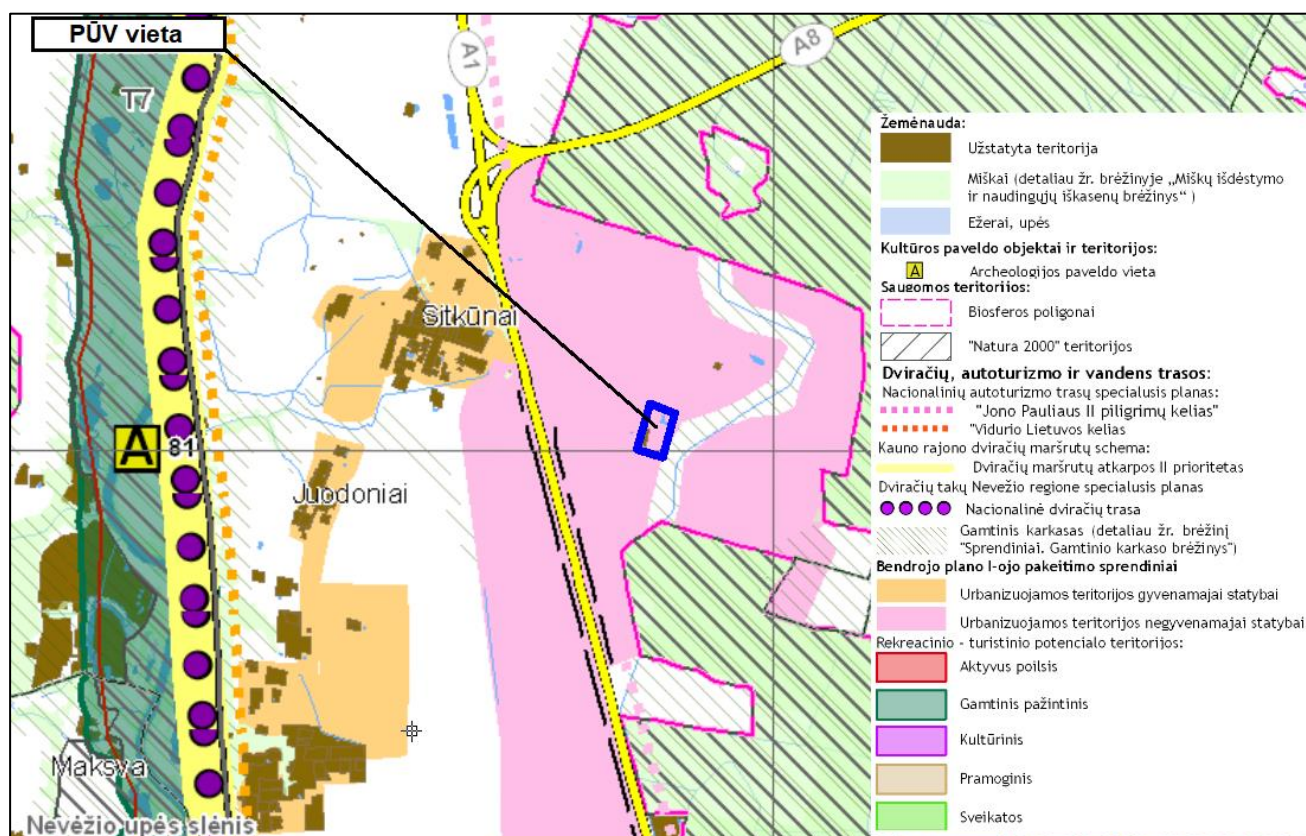 PŪV vieta
A1
A8
T7
Sitkūnai
81
A
Juodoniai
Maksva
Nevėžio upės slėnis
Žemėnauda:
Užstatyta teritorija
Miškai (detaliau žr. brėžinyje „Miškų išdėstymo
ir naudingųjų iškasenų brėžinys“ )
Ežerai, upės
Kultūros paveldo objektai ir teritorijos:
A
Archeologijos paveldo vieta
Saugomos teritorijos:
Biosferos poligonai
"Natura 2000" teritorijos
Dviračių, autoturizmo ir vandens trasos:
Nacionalinių autoturizmo trasų specialusis planas:
"Jono Pauliaus II piligrimų kelias"
"Vidurio Lietuvos kelias
Kauno rajono dviračių maršrutų schema:
Dviračių maršrutų atkarpos II prioritetas
Dviračių takų Nevėžio regione specialusis planas
Nacionalinė dviračių trasa
Gamtinis karkasas (detaliau žr. brėžinį
"Sprendiniai. Gamtinio karkaso brėžinys")
Bendrojo plano I-ojo pakeitimo sprendiniai
Urbanizuojamos teritorijos gyvenamajai statybai
Urbanizuojamos teritorijos negyvenamajai statybai
Rekreacinio - turistinio potencialo teritorijos:
Aktyvus poilsis
Gamtinis pažintinis
Kultūrinis
Pramoginis
Sveikatos